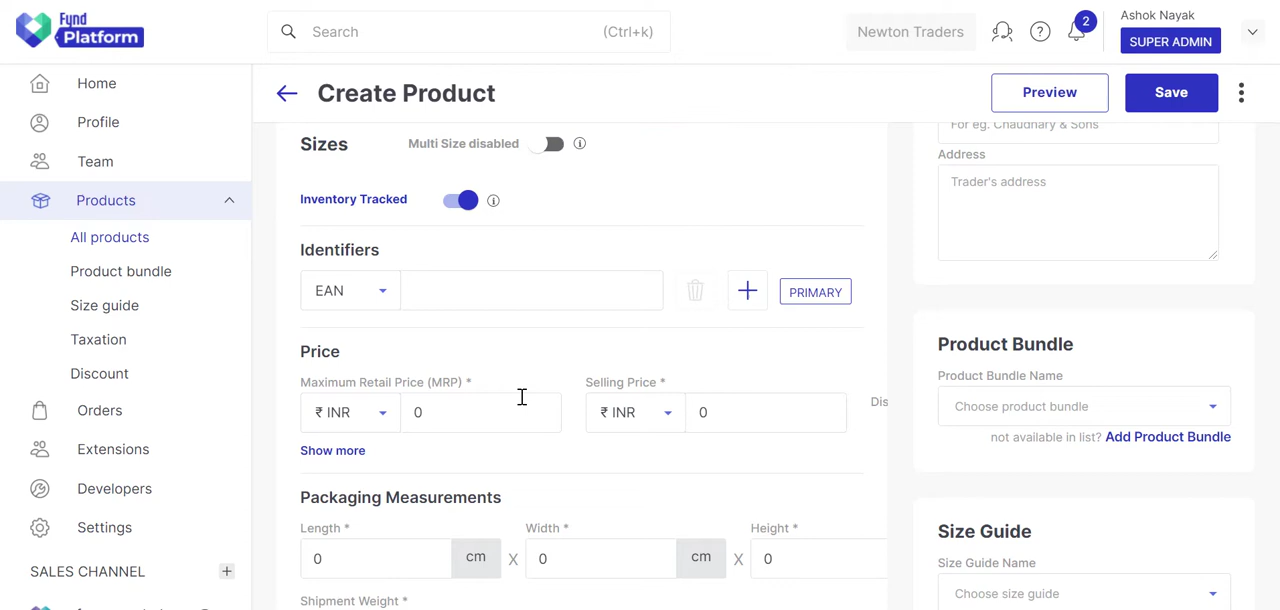 Fynd
Platform
Search
(Ctrl+k)
Newton Traders
?
2
Ashok Nayak
SUPER ADMIN
Home
Profile
Team
Products
All products
Product bundle
Size guide
Taxation
Discount
Orders
Extensions
Developers
Settings
SALES CHANNEL
+
Create Product
Preview
Save
Sizes
Multi Size disabled
Inventory Tracked
Identifiers
EAN
PRIMARY
Price
Maximum Retail Price (MRP) *
₹ INR
0
Selling Price *
₹ INR
0
Dis
Show more
Packaging Measurements
Length *
0
cm
X
Width *
0
cm
X
Height *
0
Shipment Weight *
For eg. Chaudhary & Sons
Address
Trader's address
Product Bundle
Product Bundle Name
Choose product bundle
not available in list? Add Product Bundle
Size Guide
Size Guide Name
Choose size guide